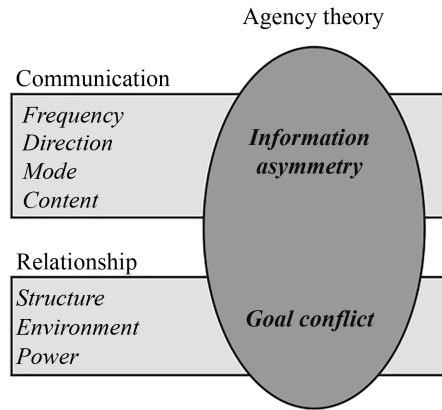 Agency theory
Communication
Frequency
Direction
Mode
Content
Information
asymmetry
Relationship
Structure
Environment
Power
Goal conflict